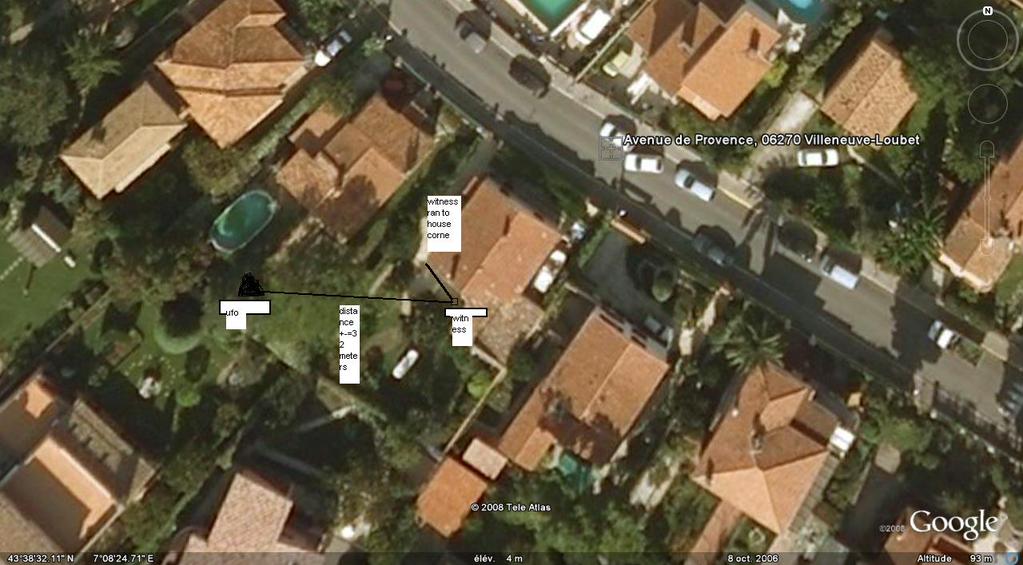 N
Avenue de Provence, 06270 Villeneuve-Loubet
witness
ran to
house
corne
ufo
dista
nce
+-=3
2
mete
rs
witn
ess
© 2008 Tele Atlas
©2008 Google
43°38'32.11" N 7°08'24.71" E élév. 4 m 8 oct. 2006 Altitude 93 m